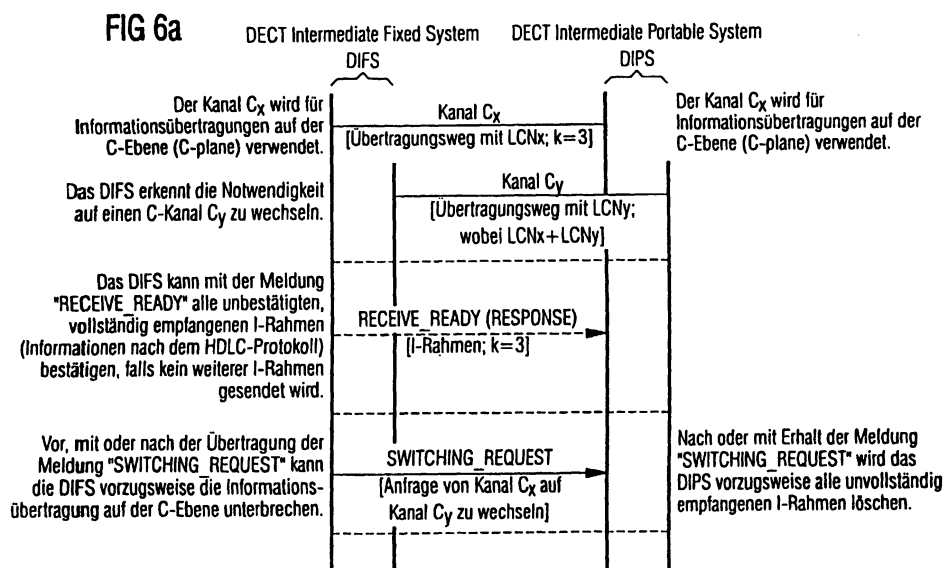 FIG 6a
DECT Intermediate Fixed System
DECT Intermediate Portable System
DIFS
DIPS
Der Kanal Cx wird für
Informationsübertragungen auf der
C-Ebene (C-plane) verwendet.
Kanal Cx
[Übertragungsweg mit LCNx; k=3]
Der Kanal Cx wird für
Informationsübertragungen auf der
C-Ebene (C-plane) verwendet.
Das DIFS erkennt die Notwendigkeit
auf einen C-Kanal Cy zu wechseln.
Kanal Cy
[Übertragungsweg mit LCNy;
wobei LCNx+LCNy]
Das DIFS kann mit der Meldung
"RECEIVE_READY" alle unbestätigten,
vollständig empfangenen I-Rahmen
(Informationen nach dem HDLC-Protokoll)
bestätigen, falls kein weiterer I-Rahmen
gesendet wird.
RECEIVE_READY (RESPONSE)
[I-Rahmen; k=3]
Vor, mit oder nach der Übertragung der
Meldung "SWITCHING_REQUEST" kann
die DIFS vorzugsweise die Informations-
übertragung auf der C-Ebene unterbrechen.
SWITCHING_REQUEST
[Anfrage von Kanal Cx auf
Kanal Cy zu wechseln]
Nach oder mit Erhalt der Meldung
"SWITCHING_REQUEST" wird das
DIPS vorzugsweise alle unvollständig
empfangenen I-Rahmen löschen.